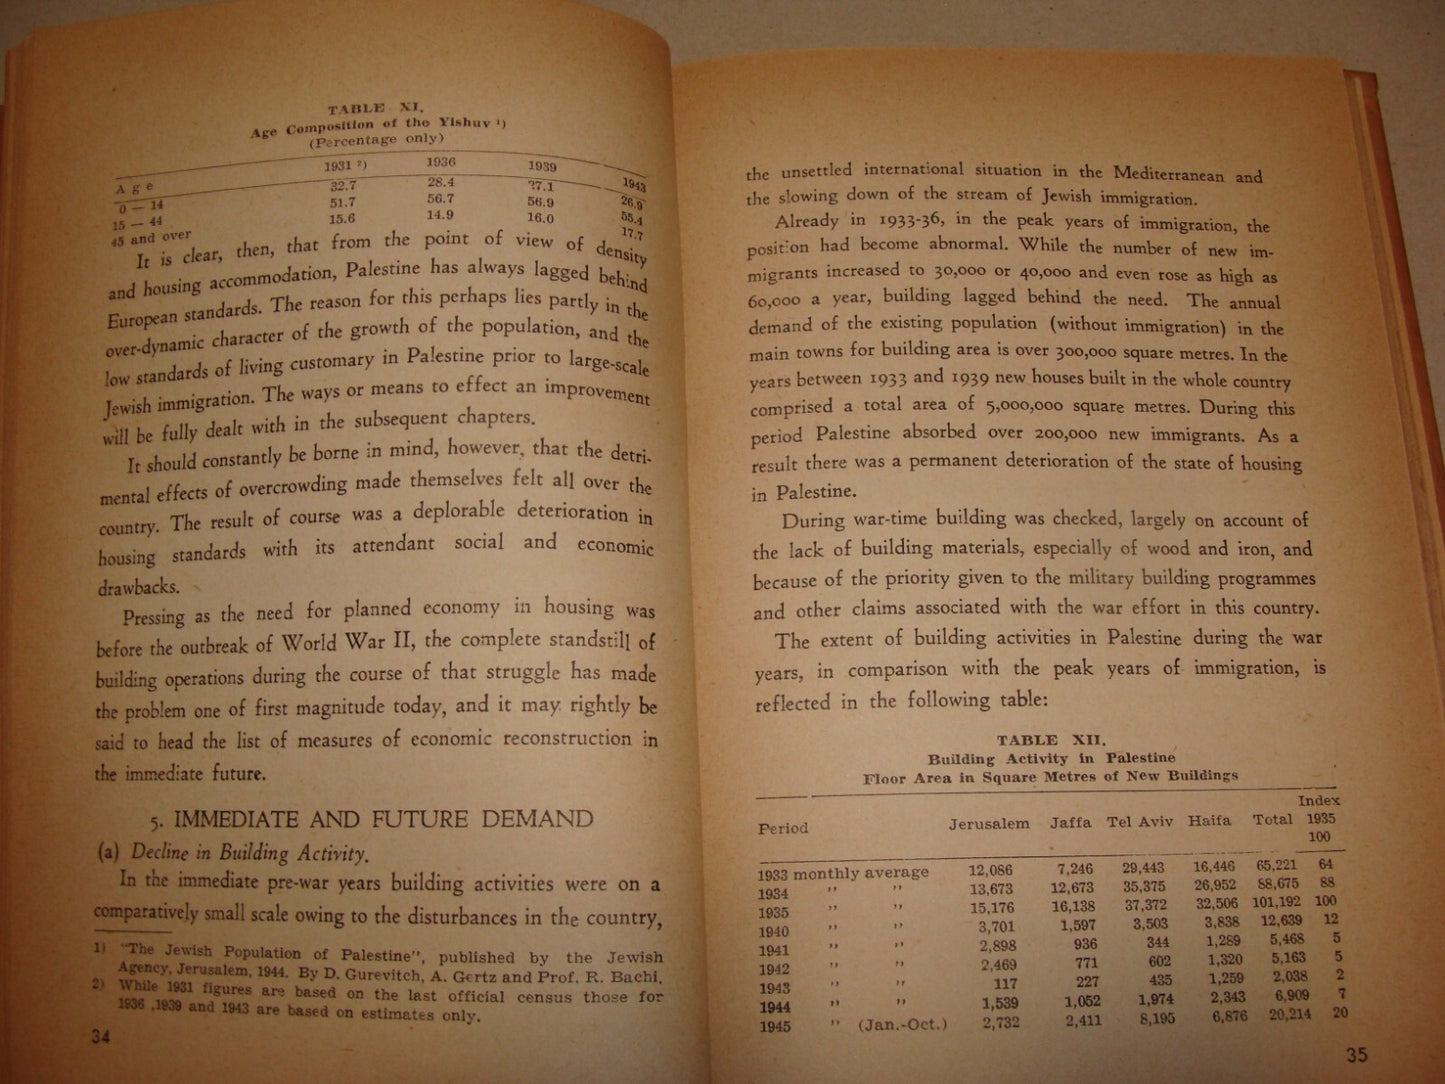 TABLE XI.
Age Composition of the Yishuv ¹)
(Percentage only)
Age 1931 ²) 1936 1939 1943
0 — 14 32.7 28.4 27.1 26.9
15 — 44 51.7 56.7 56.9 55.4
45 and over 15.6 14.9 16.0 17.7
It is clear, then, that from the point of view of density
and housing accommodation, Palestine has always lagged behind
European standards. The reason for this perhaps lies partly in the
over-dynamic character of the growth of the population, and the
low standards of living customary in Palestine prior to large-scale
Jewish immigration. The ways or means to effect an improvement
will be fully dealt with in the subsequent chapters.
It should constantly be borne in mind, however, that the detri-
mental effects of overcrowding made themselves felt all over the
country. The result of course was a deplorable deterioration in
housing standards with its attendant social and economic
drawbacks.
Pressing as the need for planned economy in housing was
before the outbreak of World War II, the complete standstill of
building operations during the course of that struggle has made
the problem one of first magnitude today, and it may rightly be
said to head the list of measures of economic reconstruction in
the immediate future.
5. IMMEDIATE AND FUTURE DEMAND
(a) Decline in Building Activity.
In the immediate pre-war years building activities were on a
comparatively small scale owing to the disturbances in the country,
1) "The Jewish Population of Palestine", published by the Jewish
Agency, Jerusalem, 1944. By D. Gurevitch, A. Gertz and Prof. R. Bachi.
2) While 1931 figures are based on the last official census those for
1936 ,1939 and 1943 are based on estimates only.
34
the unsettled international situation in the Mediterranean and
the slowing down of the stream of Jewish immigration.
Already in 1933-36, in the peak years of immigration, the
position had become abnormal. While the number of new im-
migrants increased to 30,000 or 40,000 and even rose as high as
60,000 a year, building lagged behind the need. The annual
demand of the existing population (without immigration) in the
main towns for building area is over 300,000 square metres. In the
years between 1933 and 1939 new houses built in the whole country
comprised a total area of 5,000,000 square metres. During this
period Palestine absorbed over 200,000 new immigrants. As a
result there was a permanent deterioration of the state of housing
in Palestine.
During war-time building was checked, largely on account of
the lack of building materials, especially of wood and iron, and
because of the priority given to the military building programmes
and other claims associated with the war effort in this country.
The extent of building activities in Palestine during the war
years, in comparison with the peak years of immigration, is
reflected in the following table:
TABLE XII.
Building Activity in Palestine
Floor Area in Square Metres of New Buildings
Period Jerusalem Jaffa Tel Aviv Haifa Total Index 1935 100
1933 monthly average 12,086 7,246 29,443 16,446 65,221 64
1934 " " 13,673 12,673 35,375 26,952 88,675 88
1935 " " 15,176 16,138 37,372 32,506 101,192 100
1940 " " 3,701 1,597 3,503 3,838 12,639 12
1941 " " 2,898 936 344 1,289 5,468 5
1942 " " 2,469 771 602 1,320 5,163 5
1943 " " 117 227 435 1,259 2,038 2
1944 " " 1,539 1,052 1,974 2,343 6,909 7
1945 " (Jan.-Oct.) 2,732 2,411 8,195 6,876 20,214 20
35